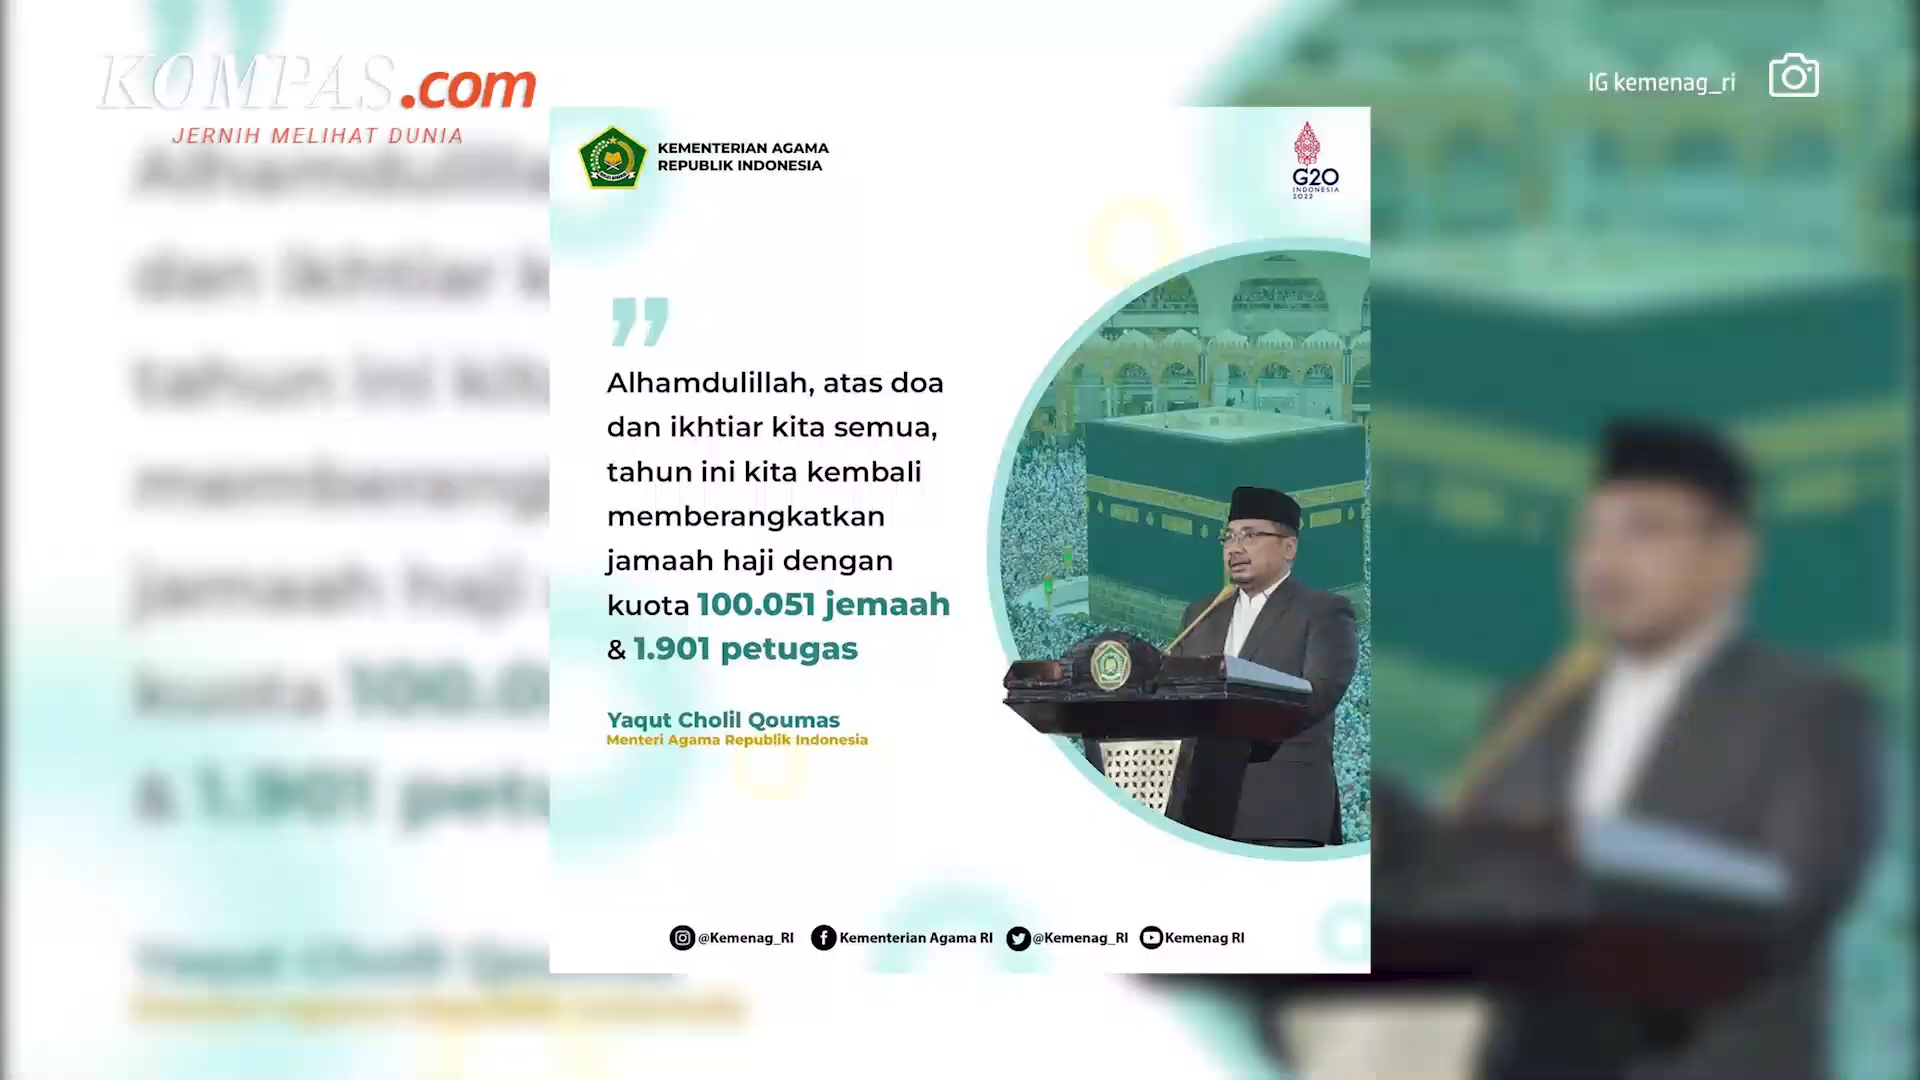 KOMPAS.com
JERNIH MELIHAT DUNIA
IG kemenag_ri
KEMENTERIAN AGAMA
REPUBLIK INDONESIA
G20
INDONESIA
2022
”
Alhamdulillah, atas doa
dan ikhtiar kita semua,
tahun ini kita kembali
memberangkatkan
jamaah haji dengan
kuota 100.051 jemaah
& 1.901 petugas
Yaqut Cholil Qoumas
Menteri Agama Republik Indonesia
@Kemenag_RI
Kementerian Agama RI
@Kemenag_RI
Kemenag RI